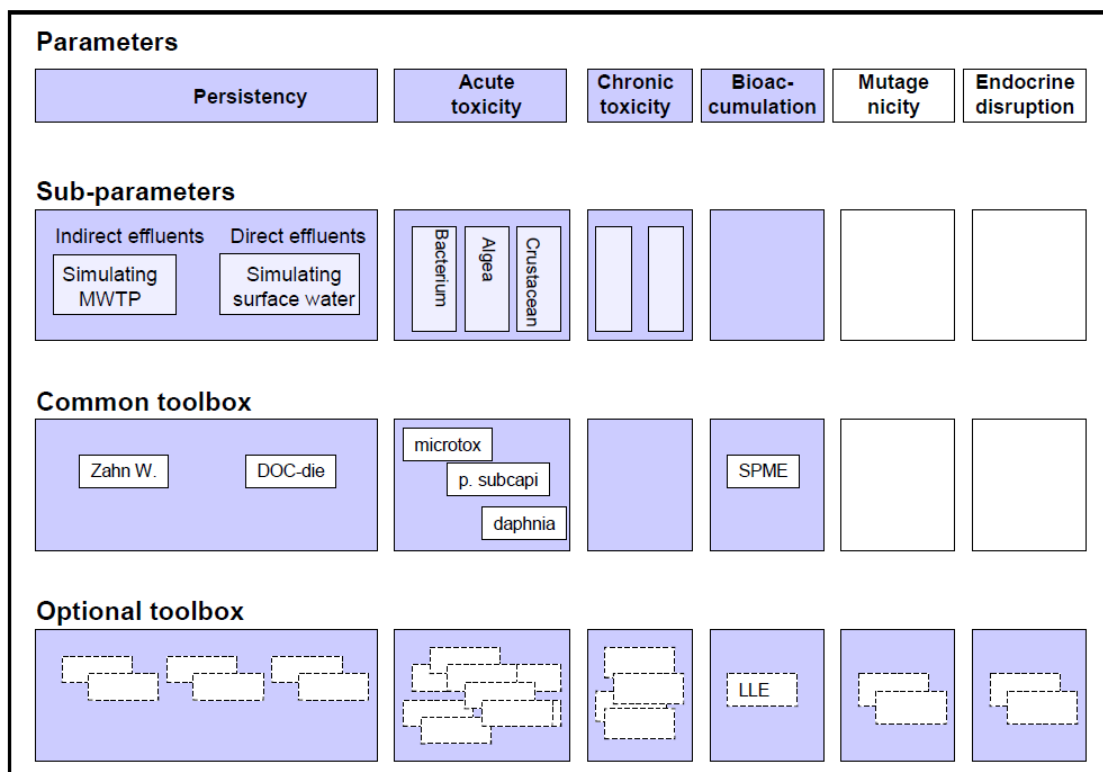 Parameters
Persistency
Acute
toxicity
Chronic
toxicity
Bioac-
cumulation
Mutage
nicity
Endocrine
disruption
Sub-parameters
Indirect effluents
Direct effluents
Simulating
MWTP
Simulating
surface water
Bacterium
Algea
Crustacean
Common toolbox
Zahn W.
DOC-die
microtox
p. subcapi
daphnia
SPME
Optional toolbox
LLE